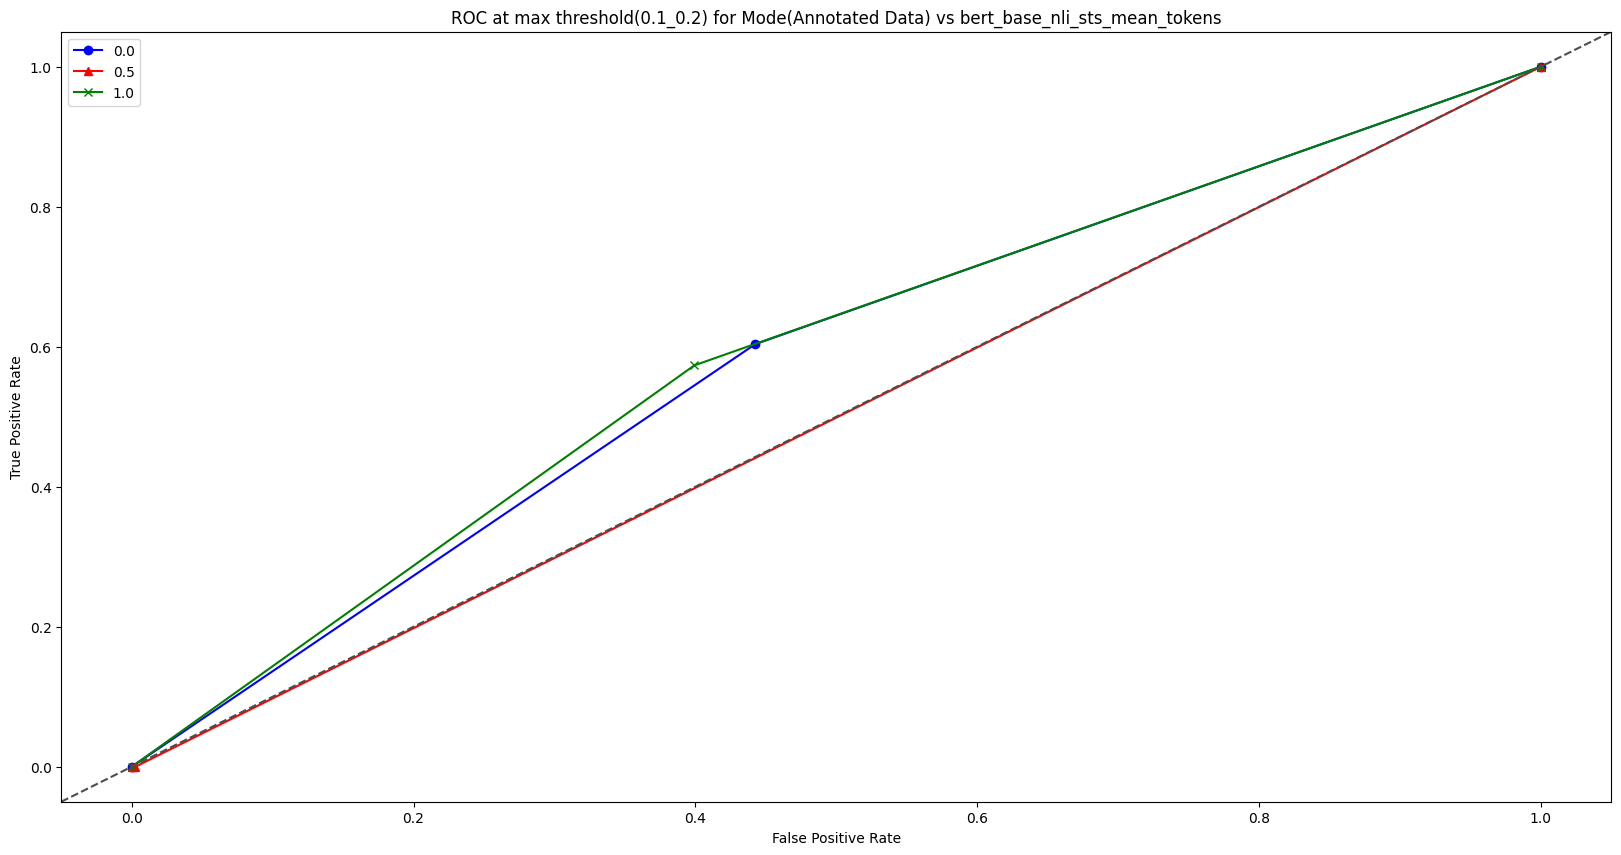 ROC at max threshold(0.1_0.2) for Mode(Annotated Data) vs bert_base_nli_sts_mean_tokens
0.0
0.5
1.0
True Positive Rate
1.0
0.8
0.6
0.4
0.2
0.0
0.0 0.2 0.4 0.6 0.8 1.0
False Positive Rate